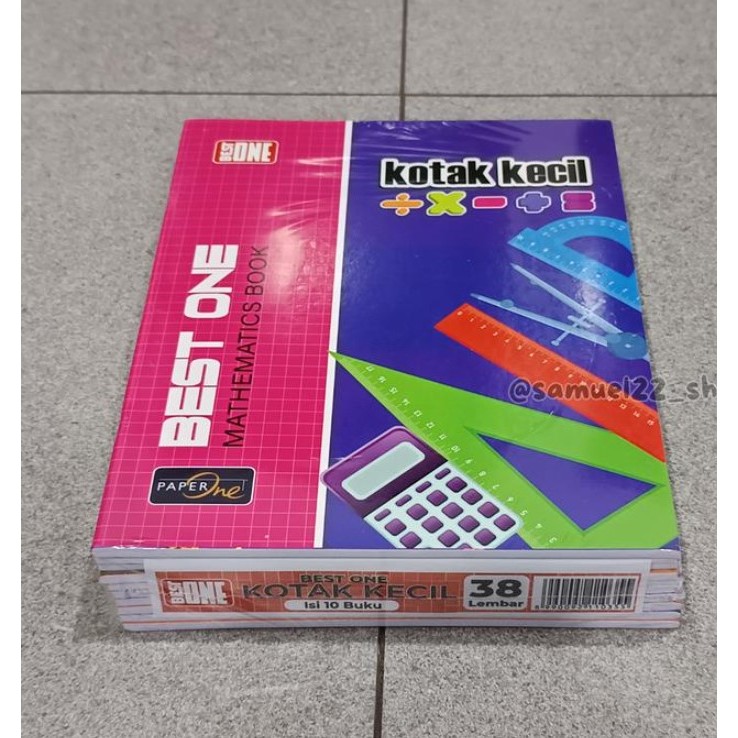 BEST ONE
kotak kecil
÷ × − + =
BEST ONE
MATHEMATICS BOOK
PAPER One
@samuel22_sh
BEST ONE
BEST ONE
KOTAK KECIL
Isi 10 Buku
38
Lembar